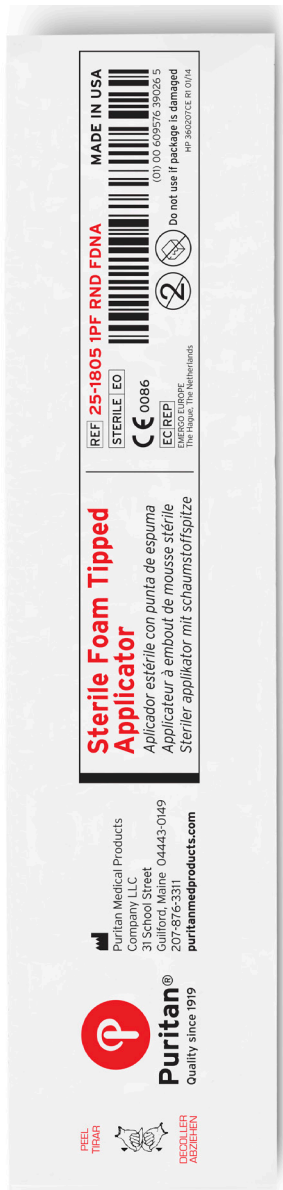 PEEL
TIRAR
DECOLLER
ABZIEHEN
Puritan®
Quality since 1919
Puritan Medical Products
Company LLC
31 School Street
Guilford, Maine 04443-0149
207-876-3311
puritanmedproducts.com
Sterile Foam Tipped
Applicator
Aplicador estérile con punta de espuma
Applicateur à embout de mousse stérile
Steriler applikator mit schaumstoffspitze
REF 25-1805 1PF RND FDNA
STERILE EO
CE 0086
EC REP
EMERGO EUROPE
The Hague, The Netherlands
MADE IN USA
(01) 00 609576 39026 5
2
Do not use if package is damaged
HP 360207CE R1 01/14